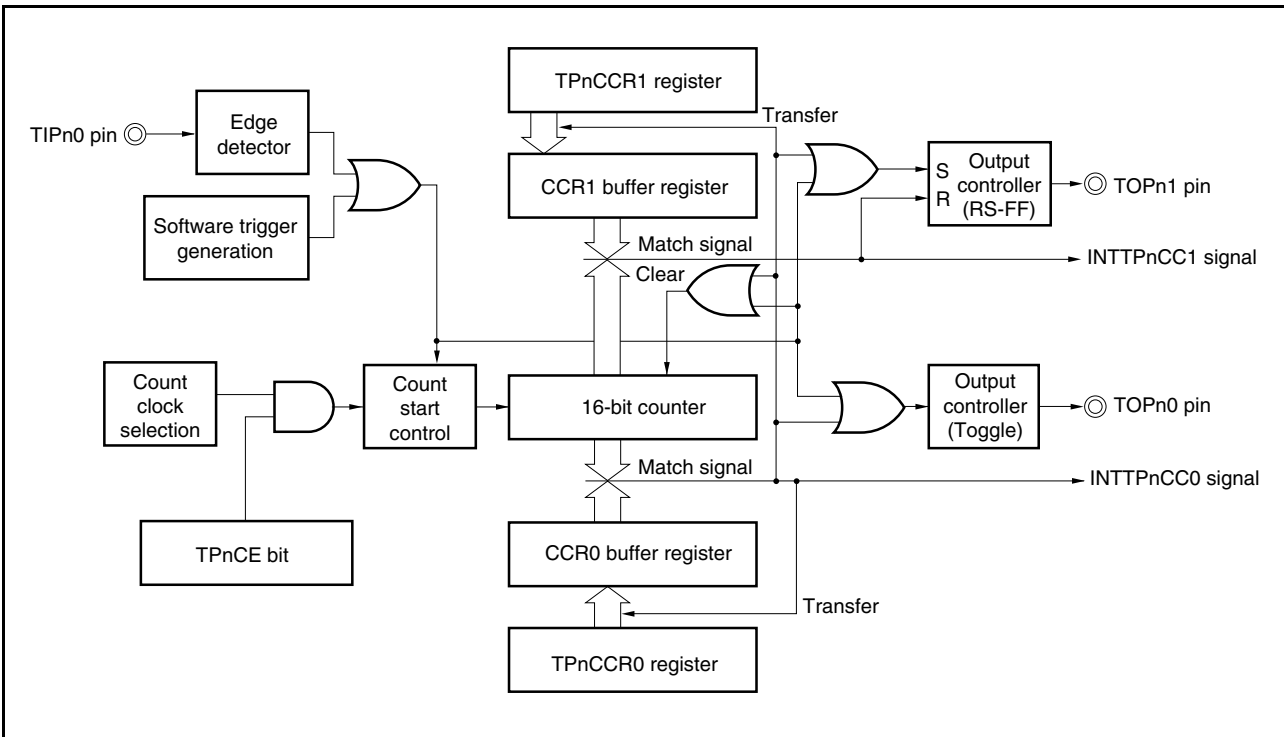 TPnCCR1 register
Transfer
TIPn0 pin
Edge
detector
CCR1 buffer register
S
R
Output
controller
(RS-FF)
TOPn1 pin
Software trigger
generation
Match signal
INTTPnCC1 signal
Clear
Count
clock
selection
Count
start
control
16-bit counter
Output
controller
(Toggle)
TOPn0 pin
Match signal
INTTPnCC0 signal
TPnCE bit
CCR0 buffer register
Transfer
TPnCCR0 register